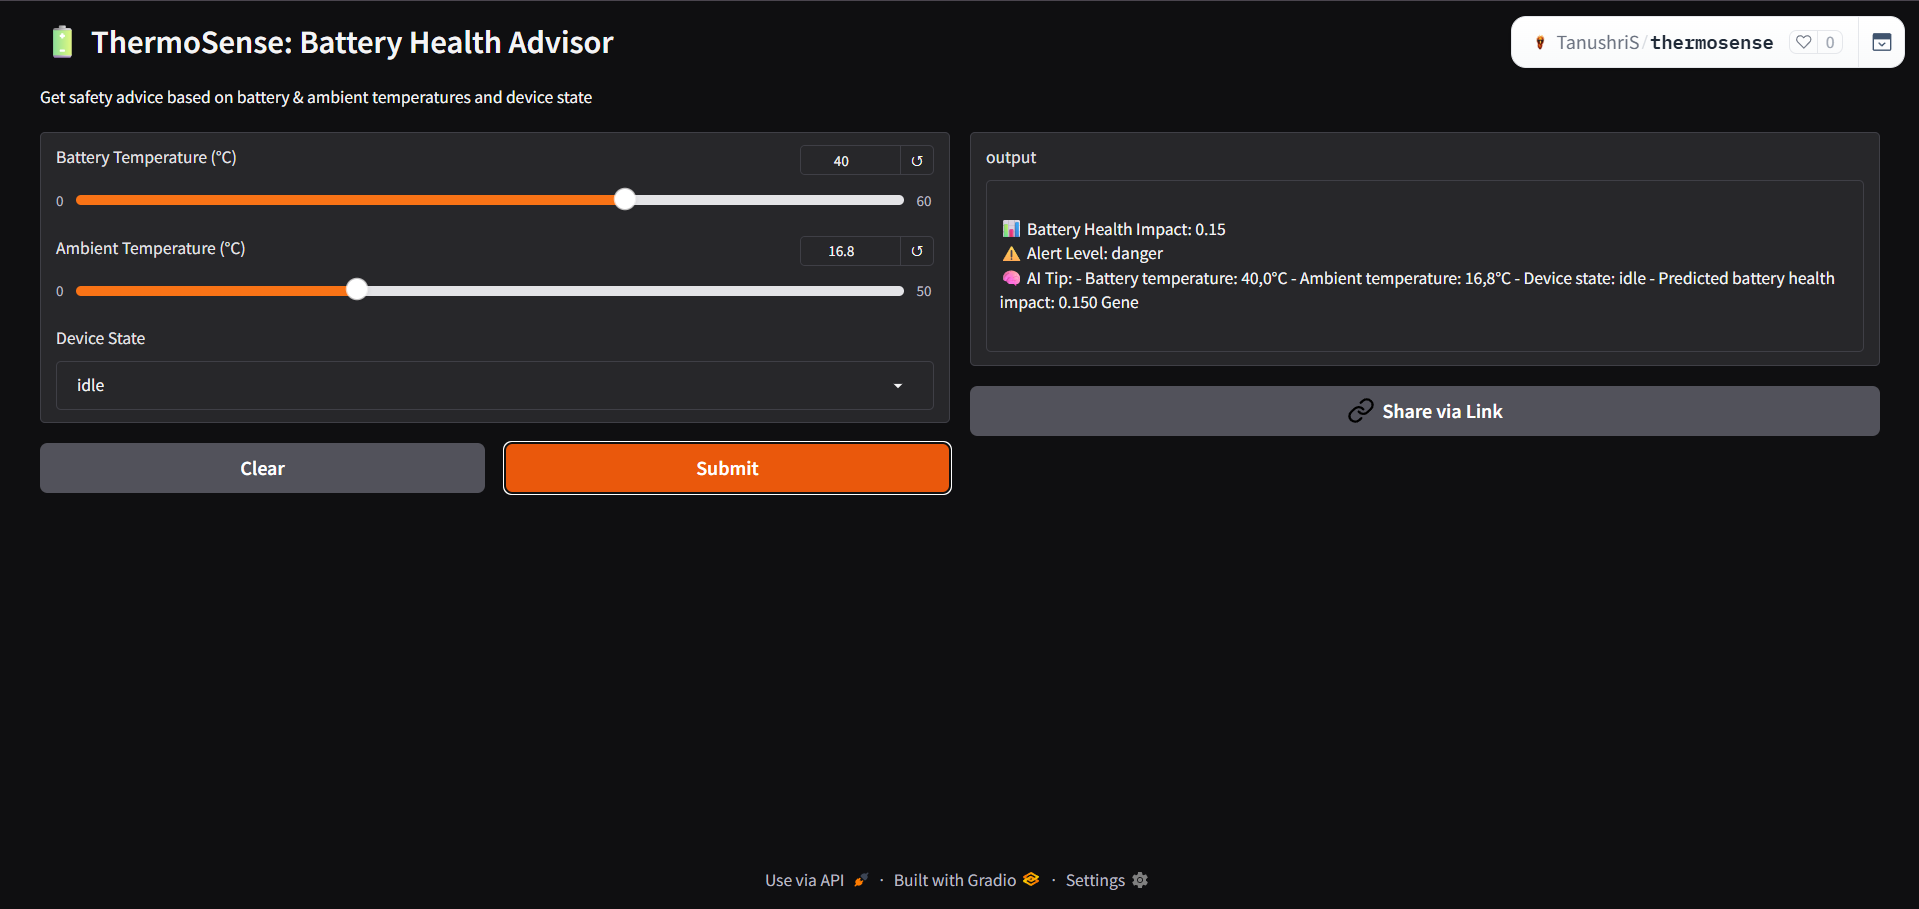 ThermoSense: Battery Health Advisor
TanushriS/thermosense
0
Get safety advice based on battery & ambient temperatures and device state
Battery Temperature (°C)
40
0
60
Ambient Temperature (°C)
16.8
0
50
Device State
idle
Clear
Submit
output
Battery Health Impact: 0.15
Alert Level: danger
AI Tip: - Battery temperature: 40,0°C - Ambient temperature: 16,8°C - Device state: idle - Predicted battery health
impact: 0.150 Gene
Share via Link
Use via API · Built with Gradio · Settings